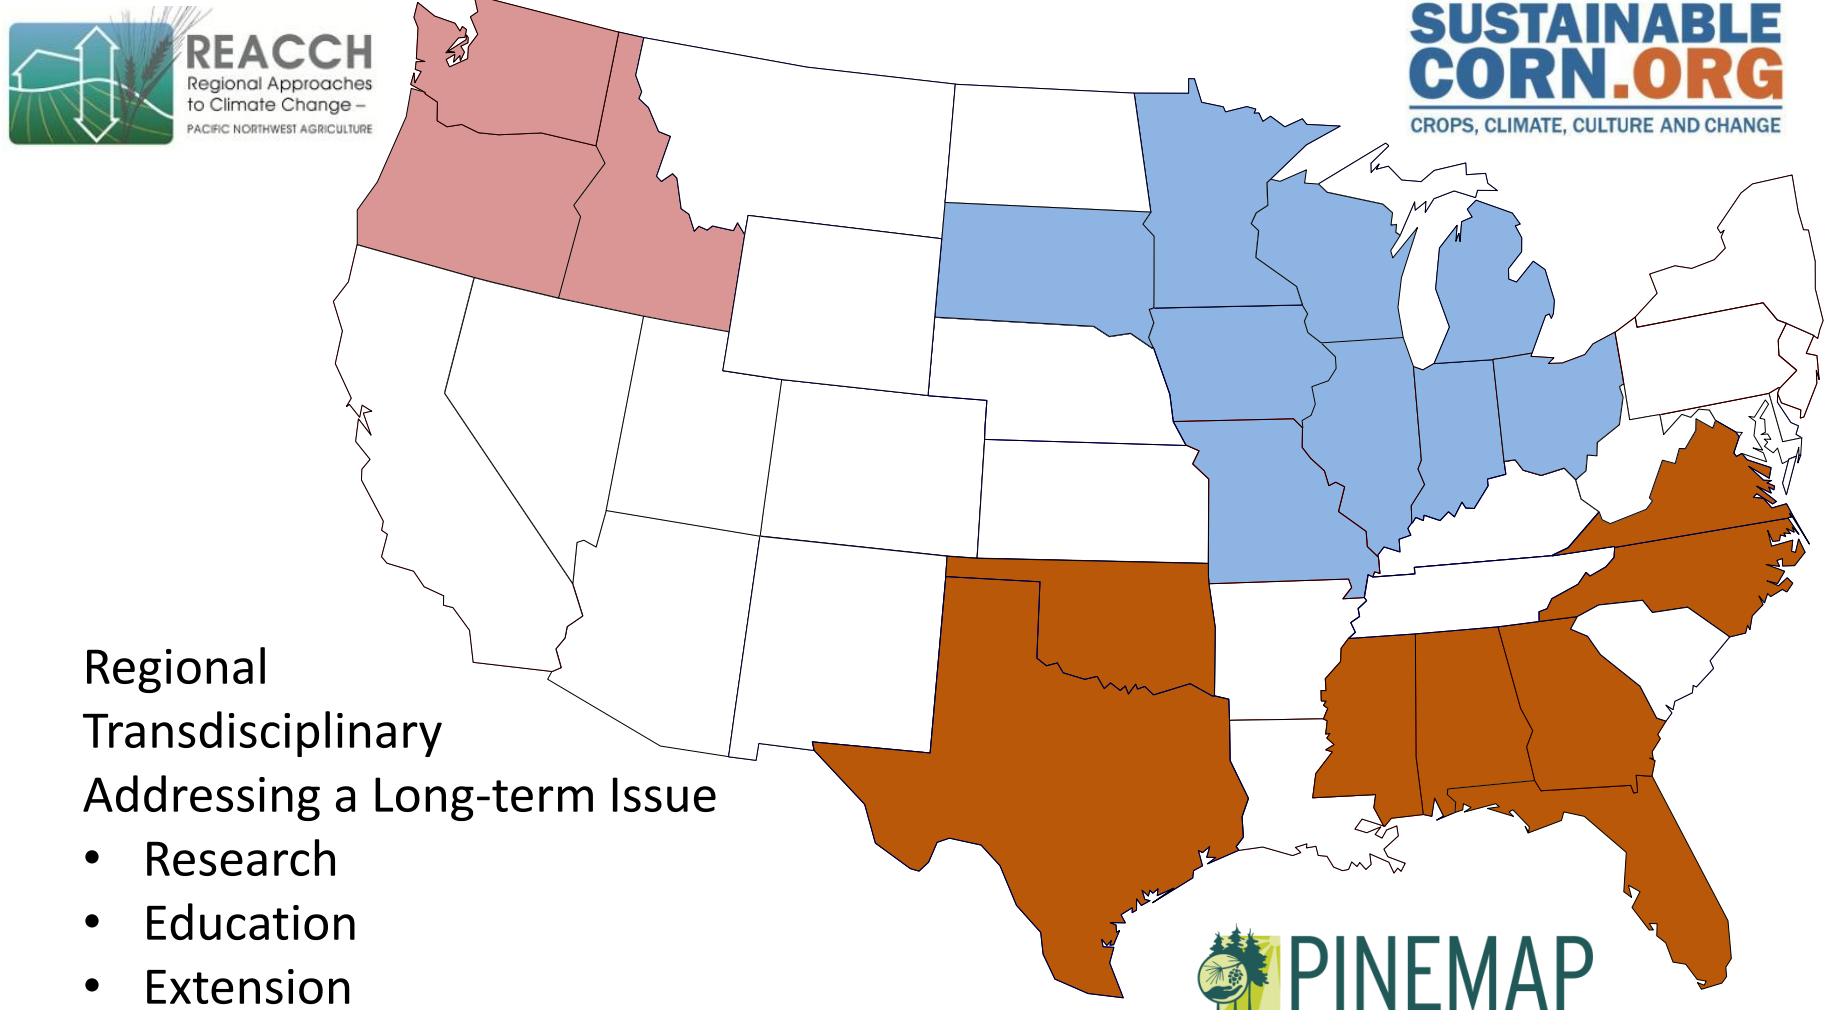 REACCH
Regional Approaches
to Climate Change –
PACIFIC NORTHWEST AGRICULTURE
SUSTAINABLE
CORN.ORG
CROPS, CLIMATE, CULTURE AND CHANGE
Regional
Transdisciplinary
Addressing a Long-term Issue
• Research
• Education
• Extension
PINEMAP